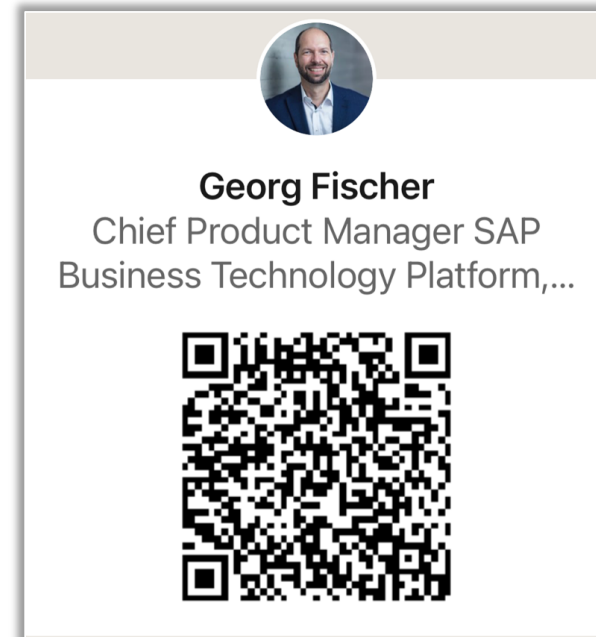 Georg Fischer
Chief Product Manager SAP
Business Technology Platform,...